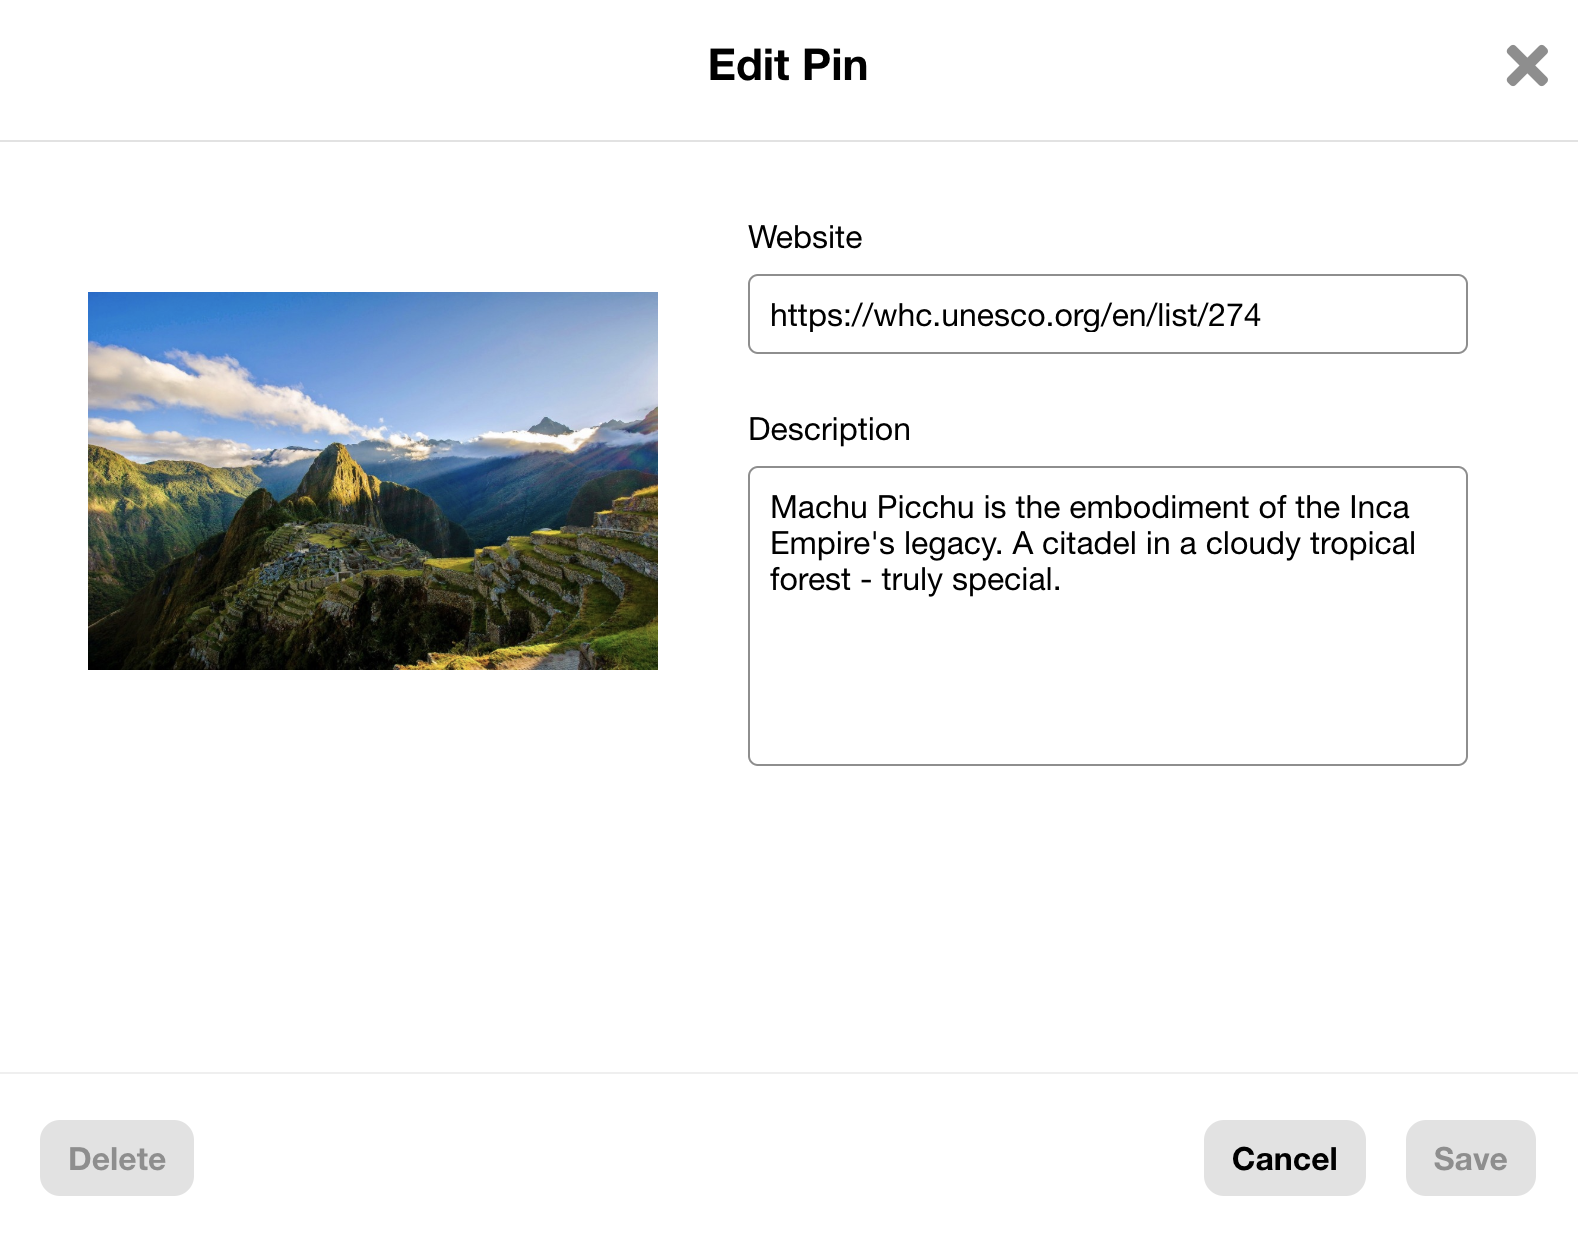 Edit Pin
Website
https://whc.unesco.org/en/list/274
Description
Machu Picchu is the embodiment of the Inca
Empire's legacy. A citadel in a cloudy tropical
forest - truly special.
Delete
Cancel
Save